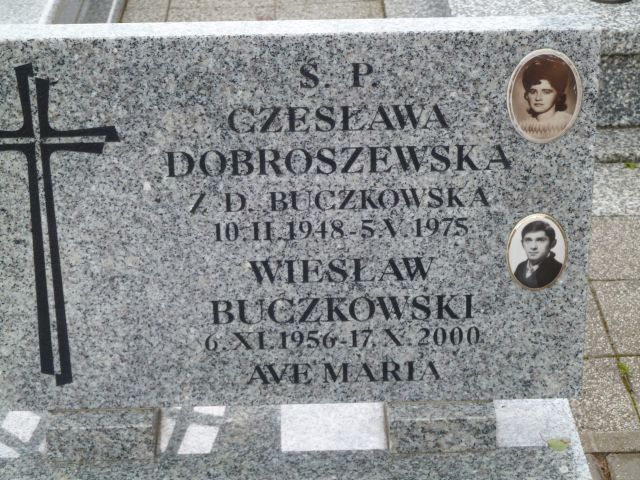 Ś. P.
CZESŁAWA
DOBROSZEWSKA
Z D. BUCZKOWSKA
10.II.1948-5.V.1975
WIESŁAW
BUCZKOWSKI
6.XI.1956-17.X.2000
AVE MARIA